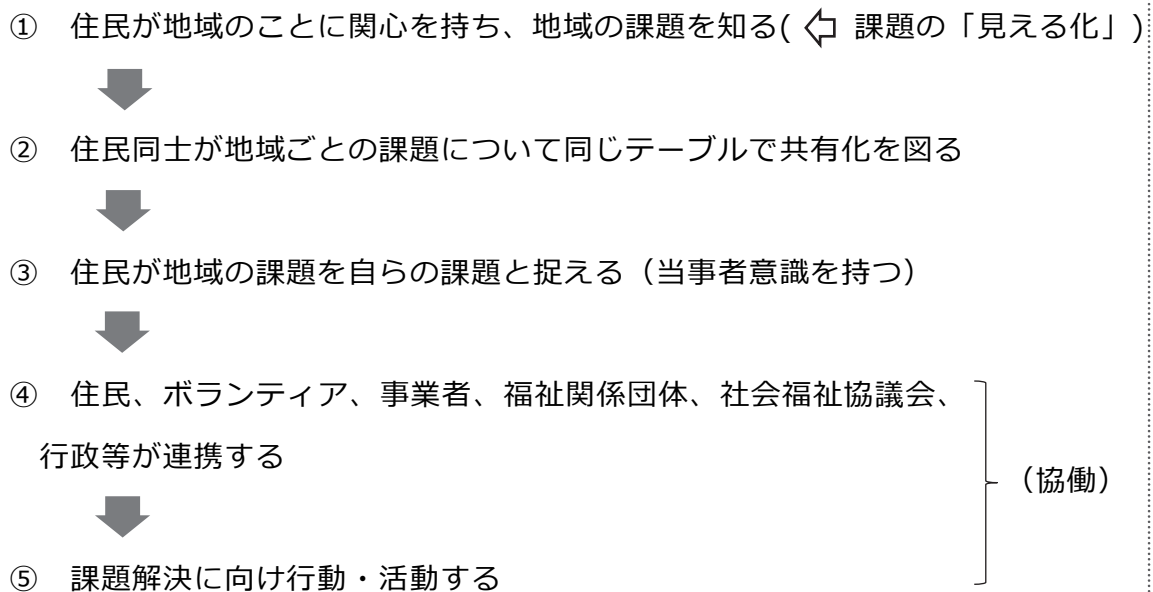 ① 住民が地域のことに関心を持ち、地域の課題を知る( ⇦ 課題の「見える化」)
② 住民同士が地域ごとの課題について同じテーブルで共有化を図る
③ 住民が地域の課題を自らの課題と捉える（当事者意識を持つ）
④ 住民、ボランティア、事業者、福祉関係団体、社会福祉協議会、
行政等が連携する
（協働）
⑤ 課題解決に向け行動・活動する